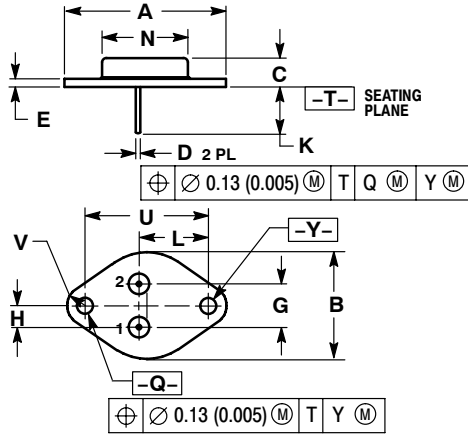 A
N
C
E
-T- SEATING PLANE
K
D 2 PL
⌖ ∅ 0.13 (0.005) Ⓜ T Q Ⓜ Y Ⓜ
U
V
L
-Y-
2
H
G
B
1
-Q-
⌖ ∅ 0.13 (0.005) Ⓜ T Y Ⓜ